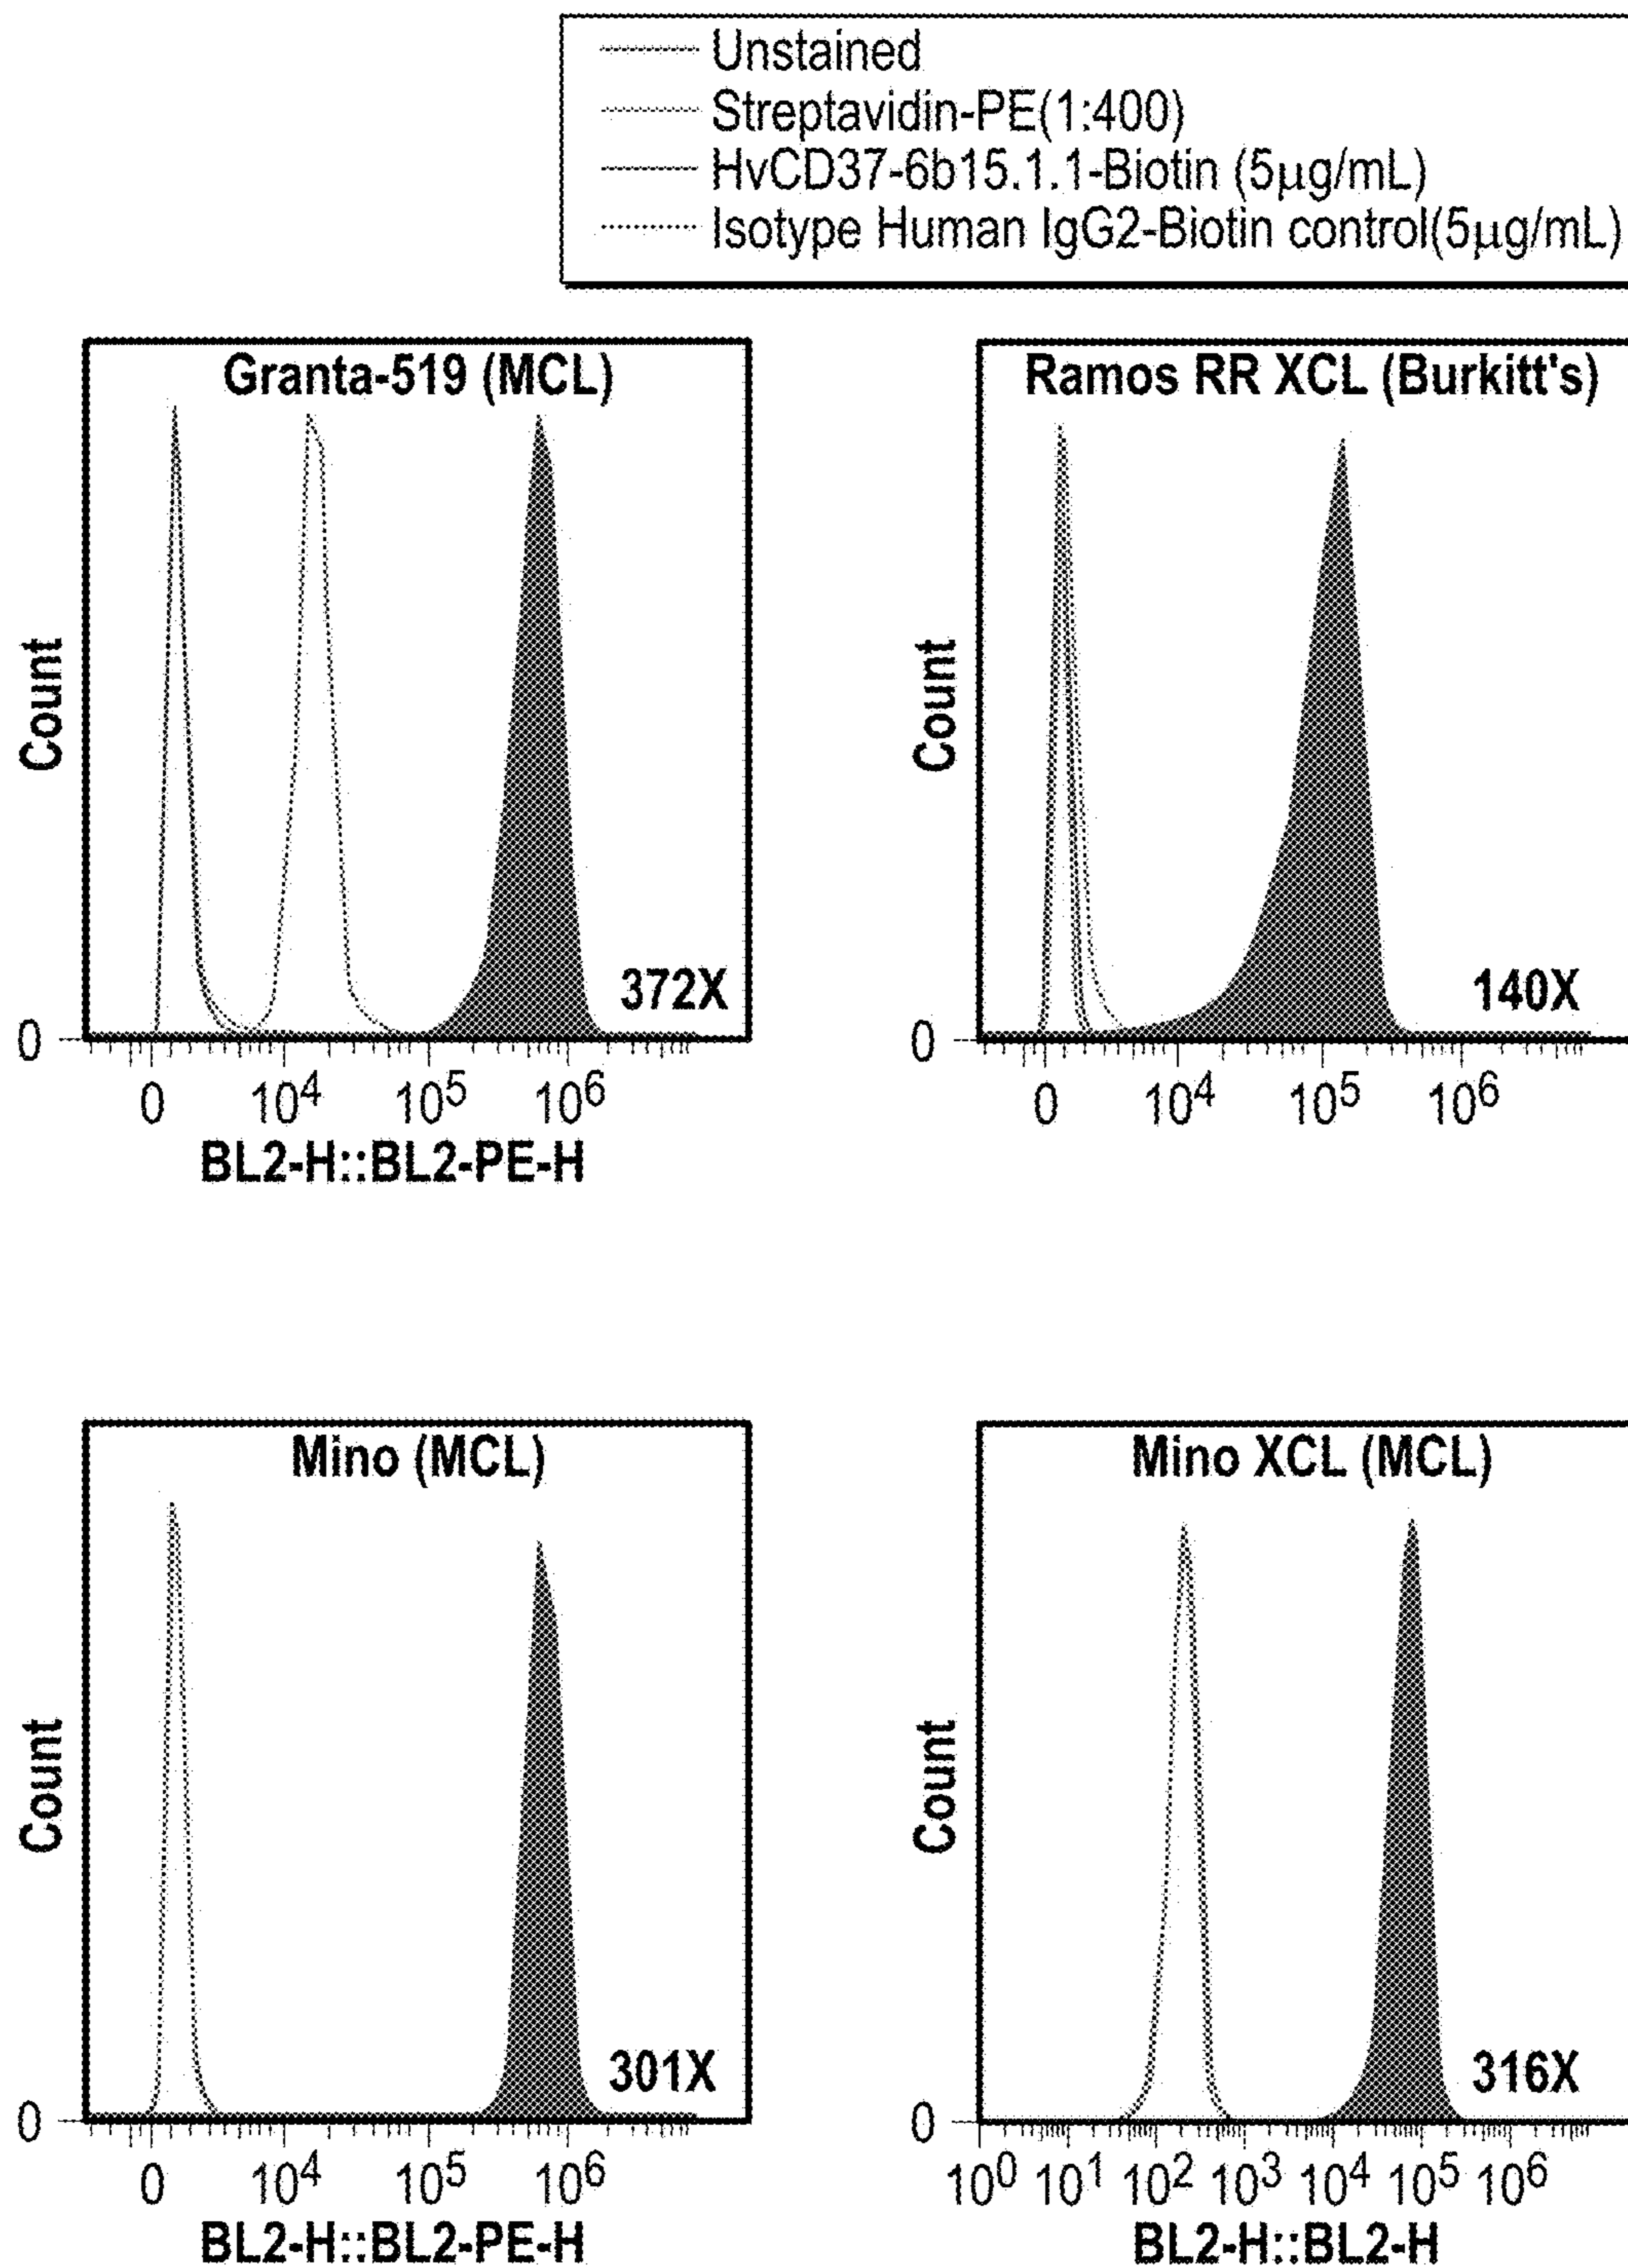 Unstained
Streptavidin-PE(1:400)
HvCD37-6b15.1.1-Biotin (5µg/mL)
Isotype Human IgG2-Biotin control(5µg/mL)
Granta-519 (MCL)
Count
372X
0
0 10⁴ 10⁵ 10⁶
BL2-H::BL2-PE-H
Ramos RR XCL (Burkitt's)
Count
140X
0
0 10⁴ 10⁵ 10⁶
Mino (MCL)
Count
301X
0
0 10⁴ 10⁵ 10⁶
BL2-H::BL2-PE-H
Mino XCL (MCL)
Count
316X
0
10⁰ 10¹ 10² 10³ 10⁴ 10⁵ 10⁶
BL2-H::BL2-H